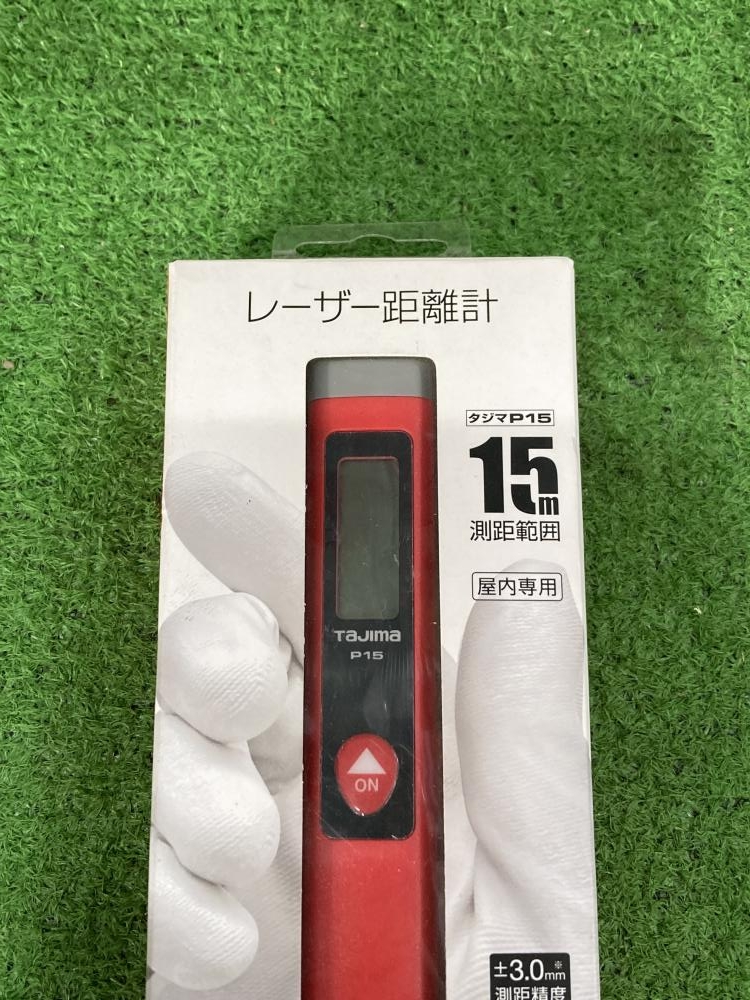 レーザー距離計
タジマP15
15m
測距範囲
屋内専用
TAJIMA
P15
ON
±3.0mm※
測距精度